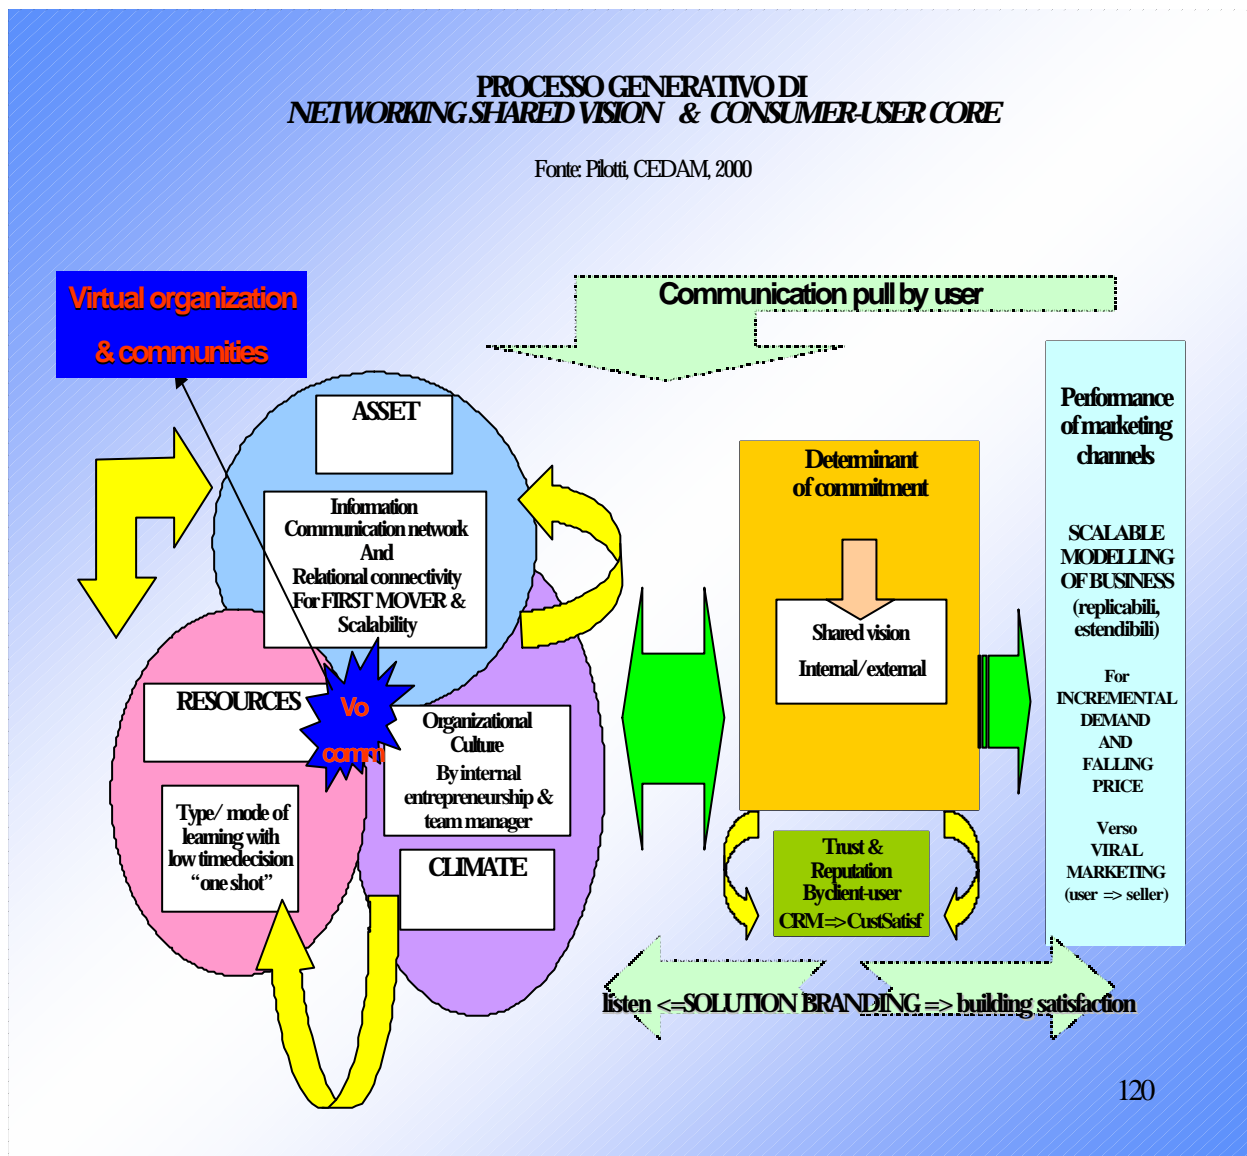 PROCESSO GENERATIVO DI
NETWORKING SHARED VISION & CONSUMER-USER CORE
Fonte: Pilotti, CEDAM, 2000
Virtual organization
& communities
Communication pull by user
ASSET
Information
Communication network
And
Relational connectivity
For FIRST MOVER &
Scalability
RESOURCES
Type/ mode of
learning with
low timedecision
“one shot”
Vo
comm
Organizational
Culture
By internal
entrepreneurship &
team manager
CLIMATE
Determinant
of commitment
Shared vision
Internal/external
Trust &
Reputation
By client-user
CRM => CustSatisf
Performance
of marketing
channels
SCALABLE
MODELLING
OF BUSINESS
(replicabili,
estendibili)
For
INCREMENTAL
DEMAND
AND
FALLING
PRICE
Verso
VIRAL
MARKETING
(user => seller)
listen <=SOLUTION BRANDING => building satisfaction
120